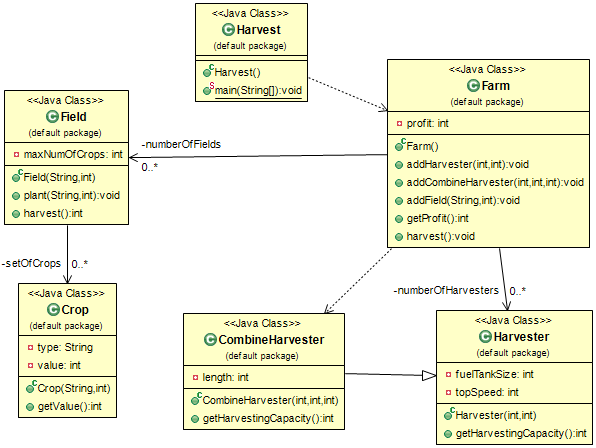 <<Java Class>>
Harvest
(default package)
Harvest()
main(String[]):void
<<Java Class>>
Farm
(default package)
profit: int
Farm()
addHarvester(int,int):void
addCombineHarvester(int,int,int):void
addField(String,int):void
getProfit():int
harvest():void
<<Java Class>>
Field
(default package)
maxNumOfCrops: int
Field(String,int)
plant(String,int):void
harvest():int
-numberOfFields
0..*
-setOfCrops
0..*
-numberOfHarvesters
0..*
<<Java Class>>
Crop
(default package)
type: String
value: int
Crop(String,int)
getValue():int
<<Java Class>>
CombineHarvester
(default package)
length: int
CombineHarvester(int,int,int)
getHarvestingCapacity():int
<<Java Class>>
Harvester
(default package)
fuelTankSize: int
topSpeed: int
Harvester(int,int)
getHarvestingCapacity():int